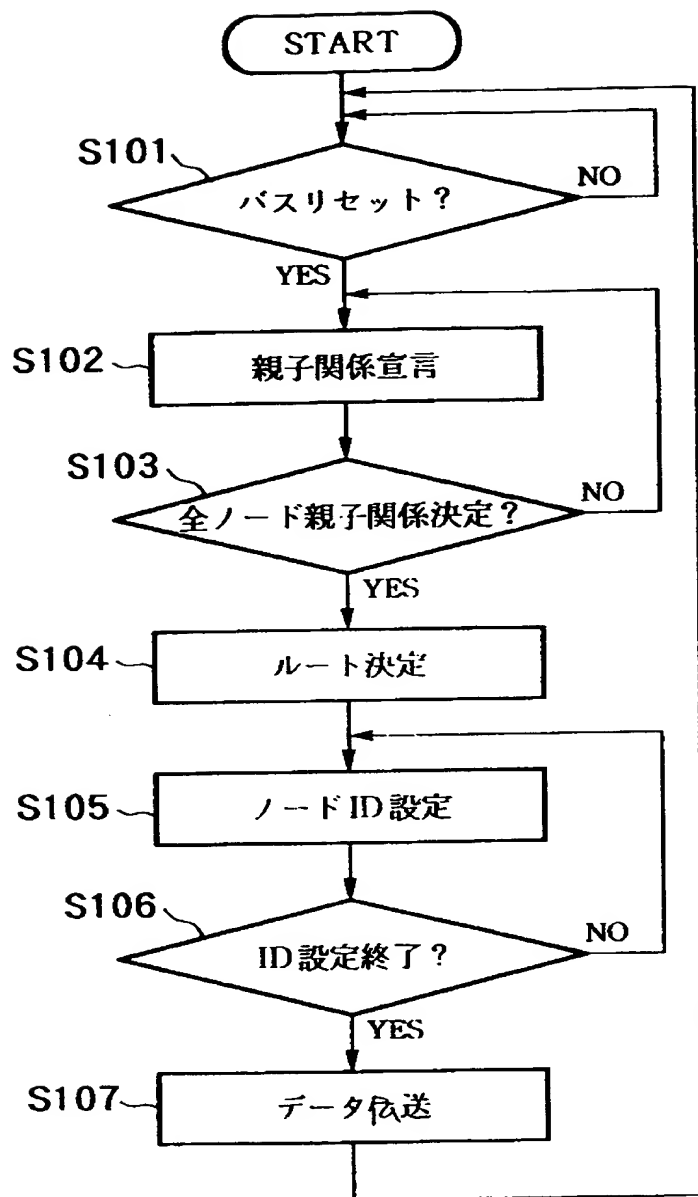 START
S101
バスリセット？
NO
YES
S102
親子関係宣言
S103
全ノード親子関係決定？
NO
YES
S104
ルート決定
S105
ノードID設定
S106
ID設定終了？
NO
YES
S107
データ伝送